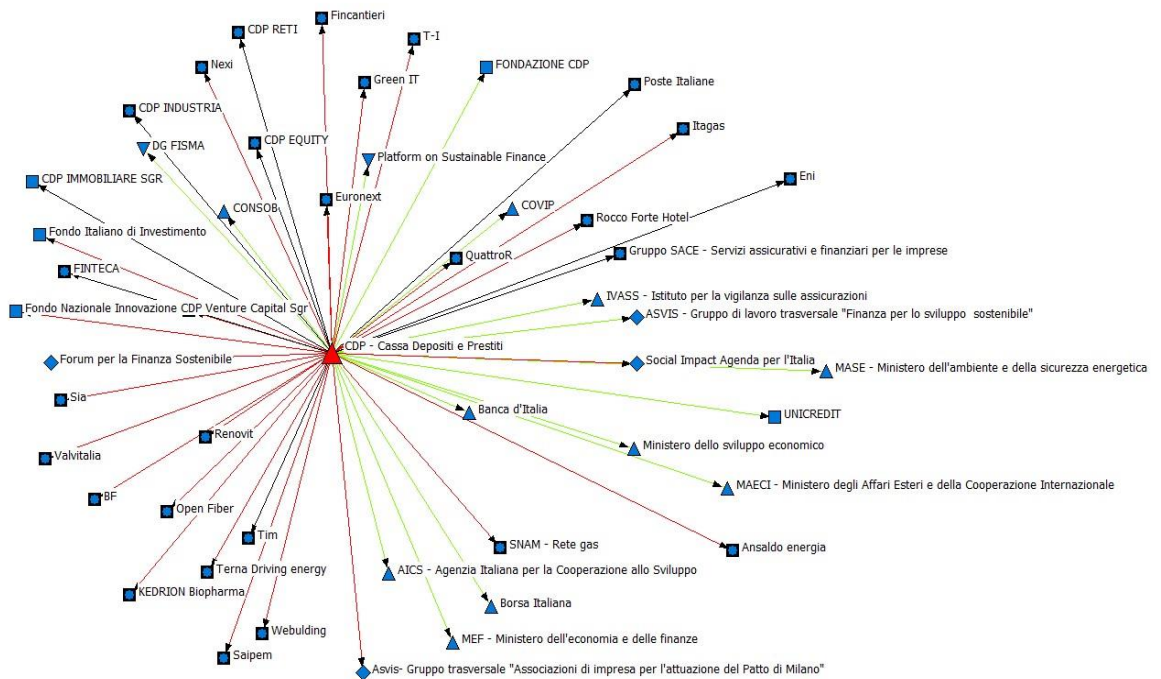 Fincantieri
CDP RETI
T-I
Nexi
FONDAZIONE CDP
Green IT
Poste Italiane
CDP INDUSTRIA
Itagas
CDP EQUITY
DG FISMA
Platform on Sustainable Finance
Eni
CDP IMMOBILIARE SGR
Euronext
CONSOB
COVIP
Rocco Forte Hotel
Fondo Italiano di Investimento
Gruppo SACE - Servizi assicurativi e finanziari per le imprese
QuattroR
FINTECA
IVASS - Istituto per la vigilanza sulle assicurazioni
Fondo Nazionale Innovazione CDP Venture Capital Sgr
ASVIS - Gruppo di lavoro trasversale "Finanza per lo sviluppo sostenibile"
CDP - Cassa Depositi e Prestiti
Forum per la Finanza Sostenibile
Social Impact Agenda per l'Italia
MASE - Ministero dell'ambiente e della sicurezza energetica
Sia
Banca d'Italia
UNICREDIT
Renovit
Ministero dello sviluppo economico
Valvitalia
MAECI - Ministero degli Affari Esteri e della Cooperazione Internazionale
BF
Open Fiber
Tim
SNAM - Rete gas
Ansaldo energia
Terna Driving energy
AICS - Agenzia Italiana per la Cooperazione allo Sviluppo
KEDRION Biopharma
Borsa Italiana
Webulding
MEF - Ministero dell'economia e delle finanze
Saipem
Asvis- Gruppo trasversale "Associazioni di impresa per l'attuazione del Patto di Milano"